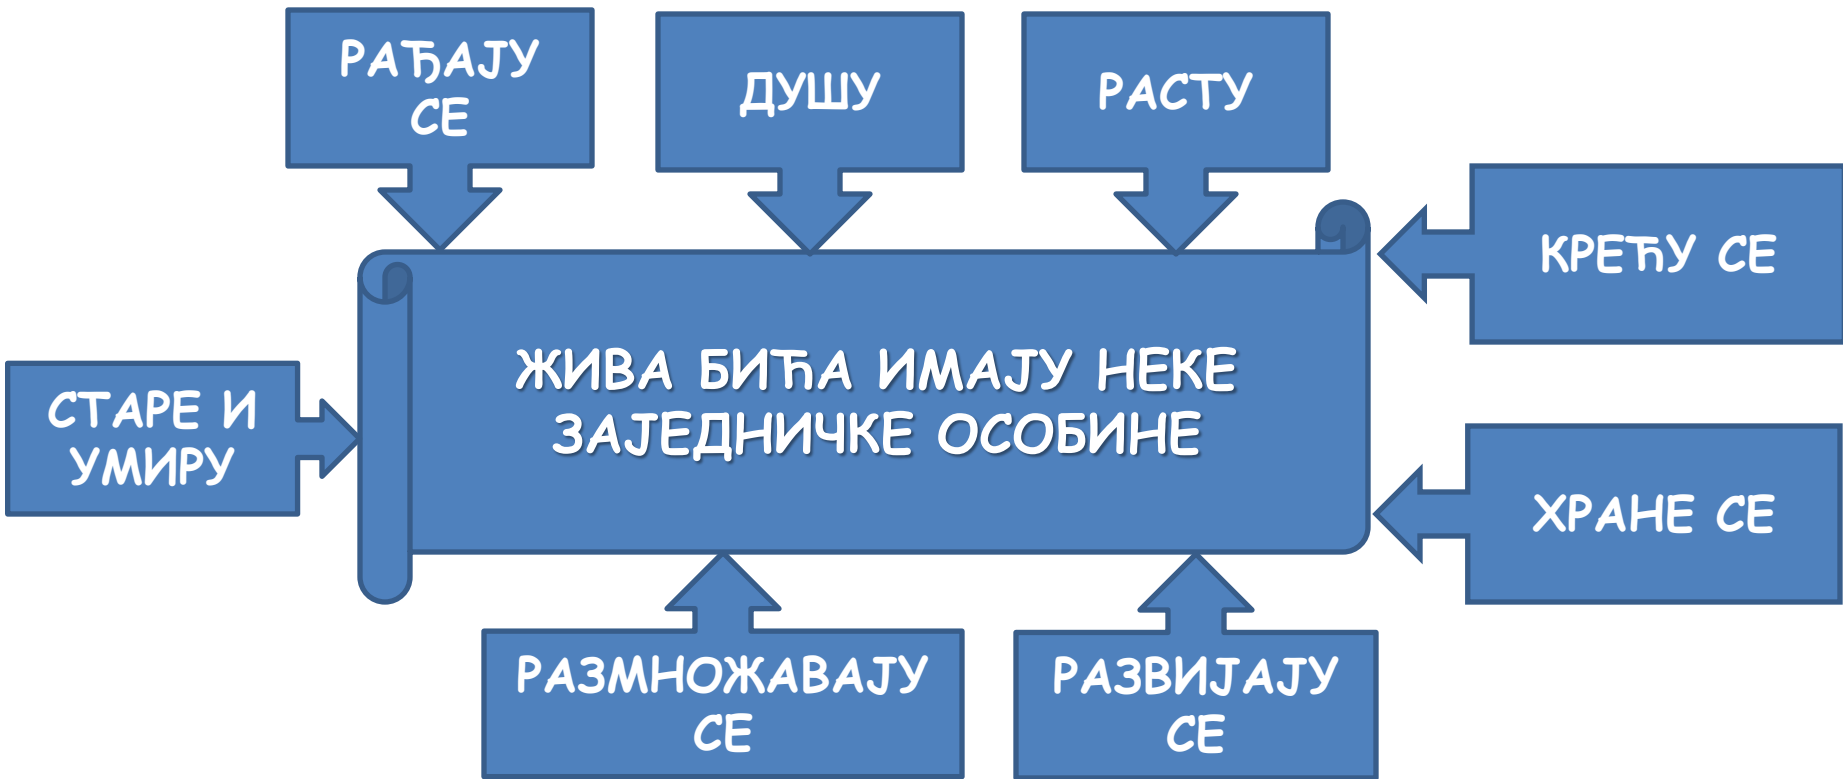 РАЂАЈУ
СЕ
ДУШУ
РАСТУ
КРЕЋУ СЕ
ЖИВА БИЋА ИМАЈУ НЕКЕ
ЗАЈЕДНИЧКЕ ОСОБИНЕ
СТАРЕ И
УМИРУ
ХРАНЕ СЕ
РАЗМНОЖАВАЈУ
СЕ
РАЗВИЈАЈУ
СЕ